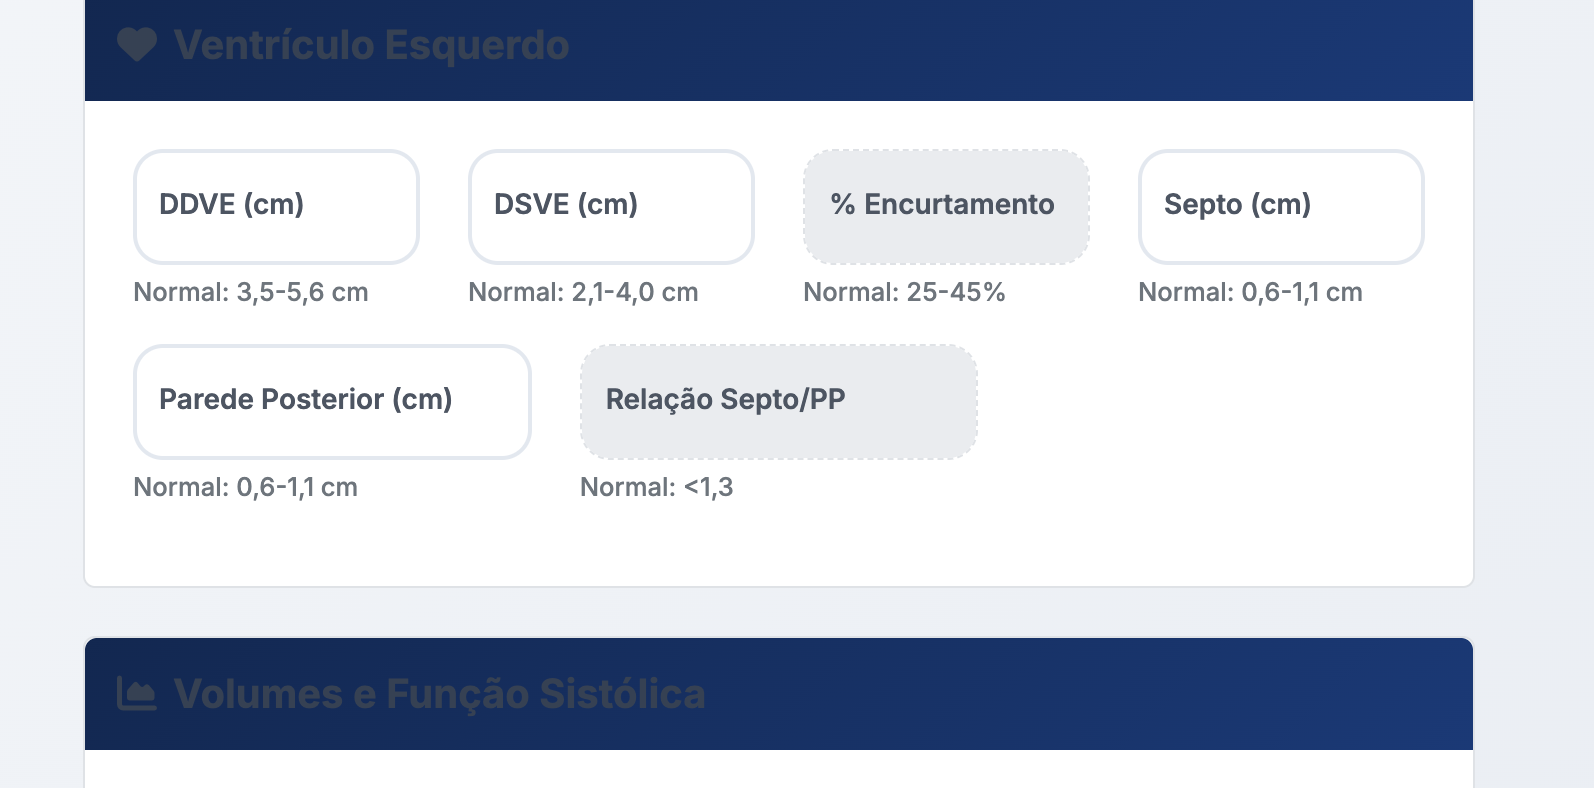 Ventrículo Esquerdo
DDVE (cm)
DSVE (cm)
% Encurtamento
Septo (cm)
Normal: 3,5-5,6 cm
Normal: 2,1-4,0 cm
Normal: 25-45%
Normal: 0,6-1,1 cm
Parede Posterior (cm)
Relação Septo/PP
Normal: 0,6-1,1 cm
Normal: <1,3
Volumes e Função Sistólica